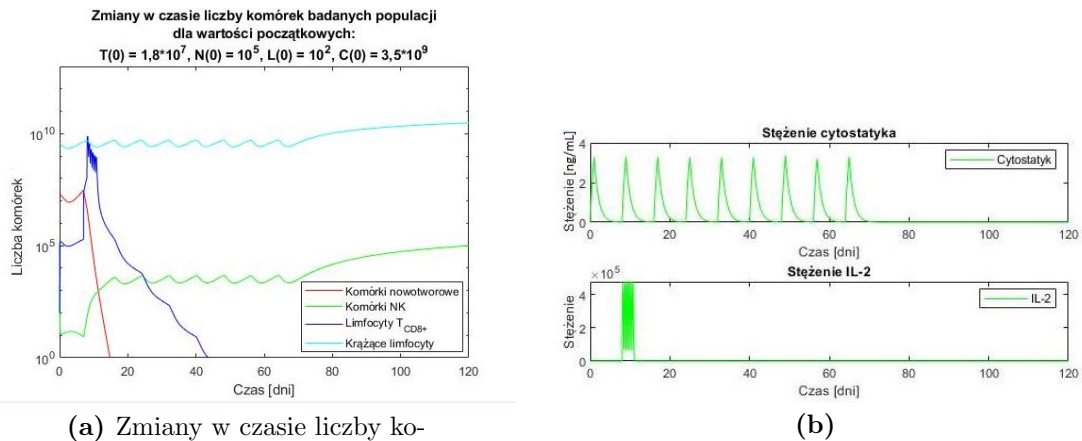 Zmiany w czasie liczby komórek badanych populacji
dla wartości początkowych:
T(0) = 1,8*10^7, N(0) = 10^5, L(0) = 10^2, C(0) = 3,5*10^9
Liczba komórek
10^10
10^5
10^0
Komórki nowotworowe
Komórki NK
Limfocyty T_CD8+
Krążące limfocyty
0 20 40 60 80 100 120
Czas [dni]
(a) Zmiany w czasie liczby ko-
Stężenie cytostatyka
Stężenie [ng/mL]
4
2
0
Cytostatyk
0 20 40 60 80 100 120
Czas [dni]
×10^5
Stężenie IL-2
Stężenie
4
2
0
IL-2
0 20 40 60 80 100 120
Czas [dni]
(b)